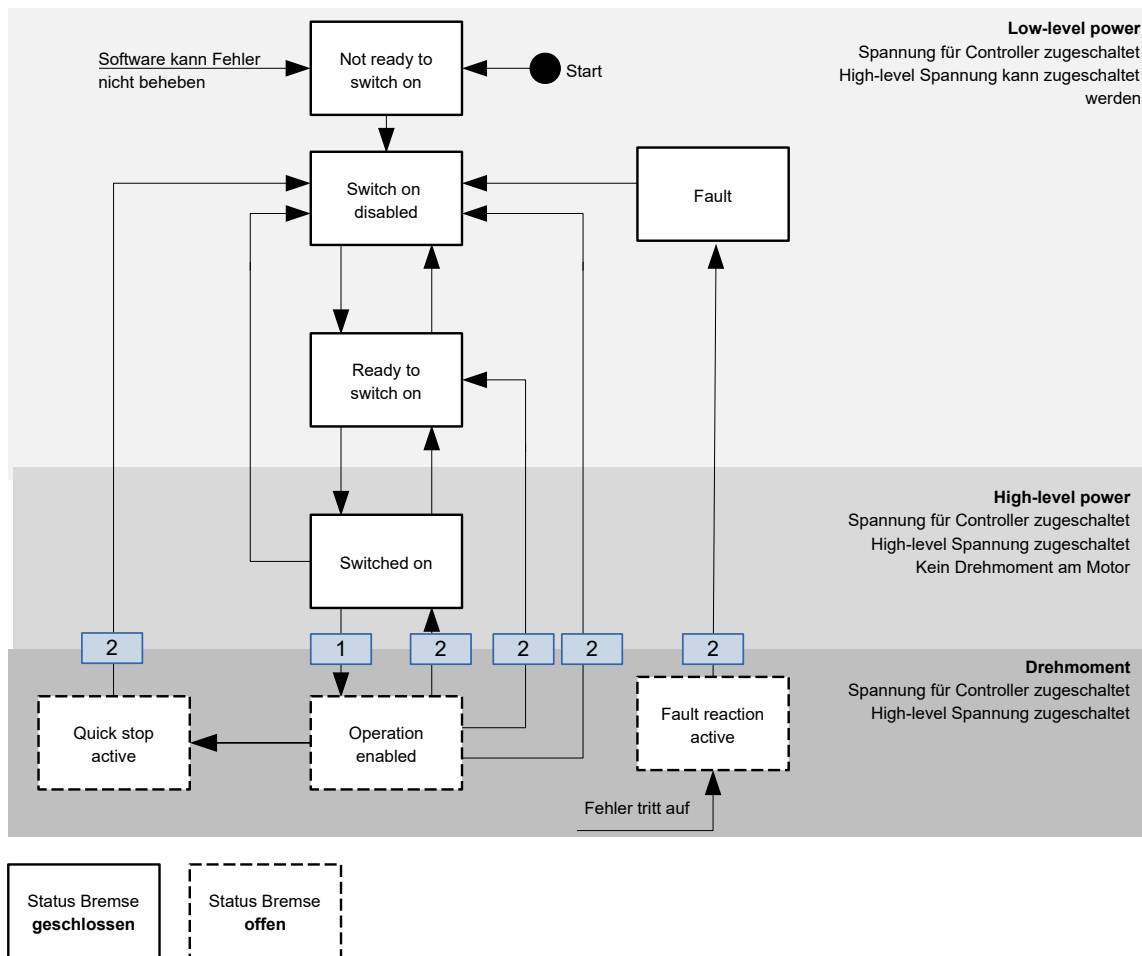 Low-level power
Spannung für Controller zugeschaltet
High-level Spannung kann zugeschaltet
werden
Software kann Fehler
nicht beheben
Not ready to
switch on
Start
Switch on
disabled
Fault
Ready to
switch on
High-level power
Spannung für Controller zugeschaltet
High-level Spannung zugeschaltet
Kein Drehmoment am Motor
Switched on
2
1
2
2
2
2
Drehmoment
Spannung für Controller zugeschaltet
High-level Spannung zugeschaltet
Quick stop
active
Operation
enabled
Fault reaction
active
Fehler tritt auf
Status Bremse
geschlossen
Status Bremse
offen